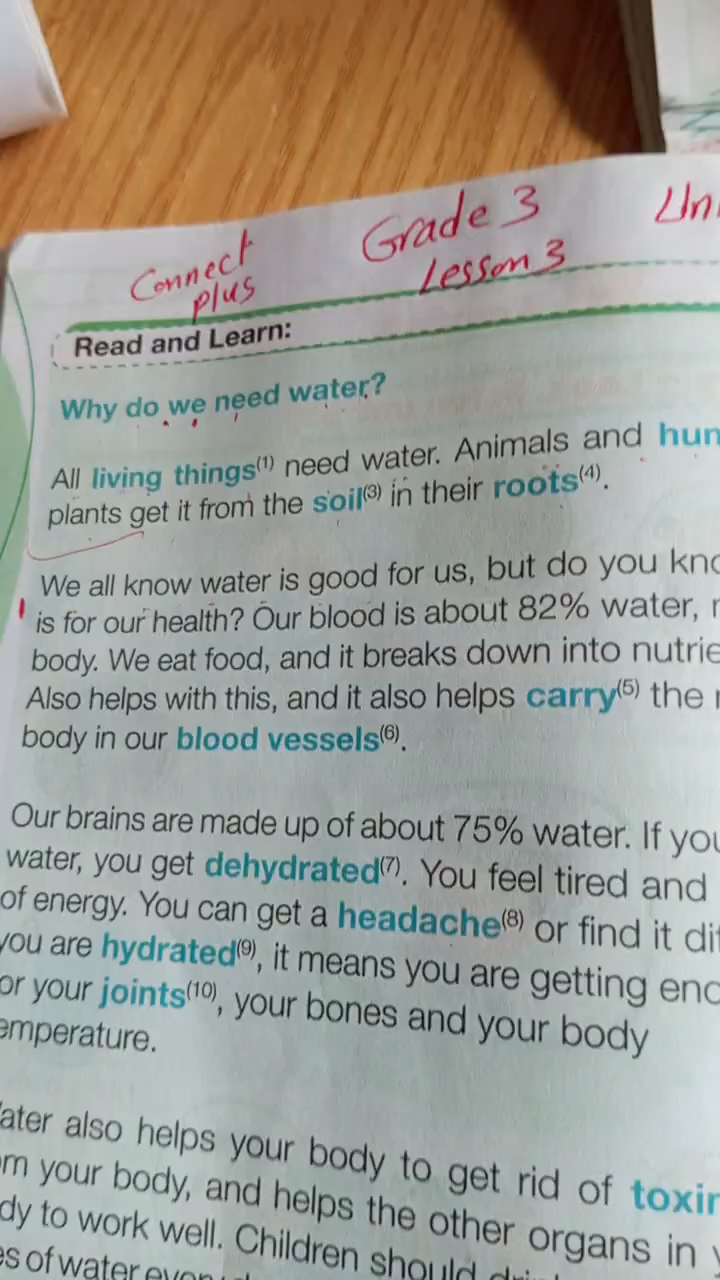 Connect Grade 3
plus Lesson 3
Read and Learn:
Why do we need water?
All living things(1) need water. Animals and
plants get it from the soil(3) in their roots(4).
We all know water is good for us, but do you
is for our health? Our blood is about 82% water,
body. We eat food, and it breaks down into
Also helps with this, and it also helps carry(5) the
body in our blood vessels(6).
Our brains are made up of about 75% water. If
water, you get dehydrated(7). You feel tired and
of energy. You can get a headache(8) or find it
you are hydrated(9), it means you are getting
or your joints(10), your bones and your body
emperature.
ater also helps your body to get rid of
m your body, and helps the other organs in
dy to work well. Children should
es of water